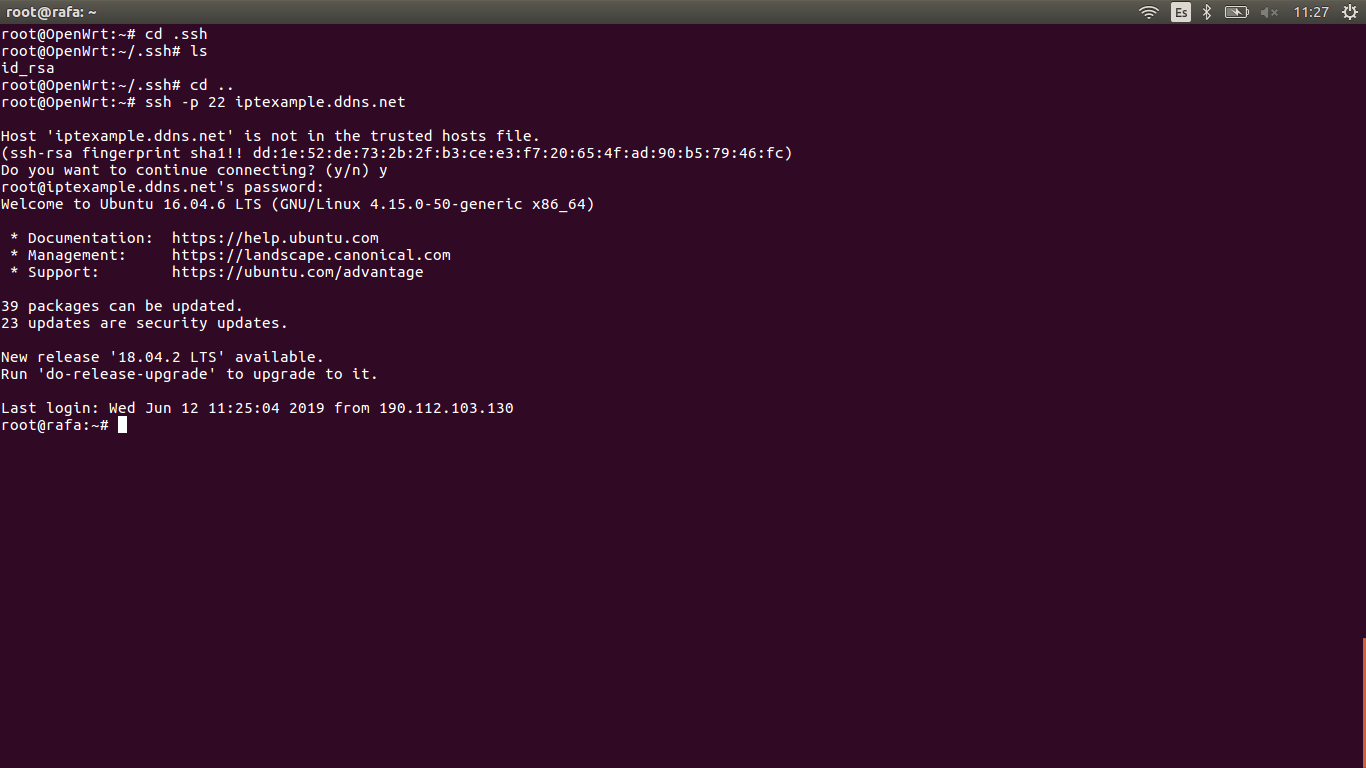 root@rafa: ~
Es
11:27
root@OpenWrt:~# cd .ssh
root@OpenWrt:~/.ssh# ls
id_rsa
root@OpenWrt:~/.ssh# cd ..
root@OpenWrt:~# ssh -p 22 iptexample.ddns.net
Host 'iptexample.ddns.net' is not in the trusted hosts file.
(ssh-rsa fingerprint sha1!! dd:1e:52:de:73:2b:2f:b3:ce:e3:f7:20:65:4f:ad:90:b5:79:46:fc)
Do you want to continue connecting? (y/n) y
root@iptexample.ddns.net's password:
Welcome to Ubuntu 16.04.6 LTS (GNU/Linux 4.15.0-50-generic x86_64)
 * Documentation:  https://help.ubuntu.com
 * Management:     https://landscape.canonical.com
 * Support:        https://ubuntu.com/advantage
39 packages can be updated.
23 updates are security updates.
New release '18.04.2 LTS' available.
Run 'do-release-upgrade' to upgrade to it.
Last login: Wed Jun 12 11:25:04 2019 from 190.112.103.130
root@rafa:~#